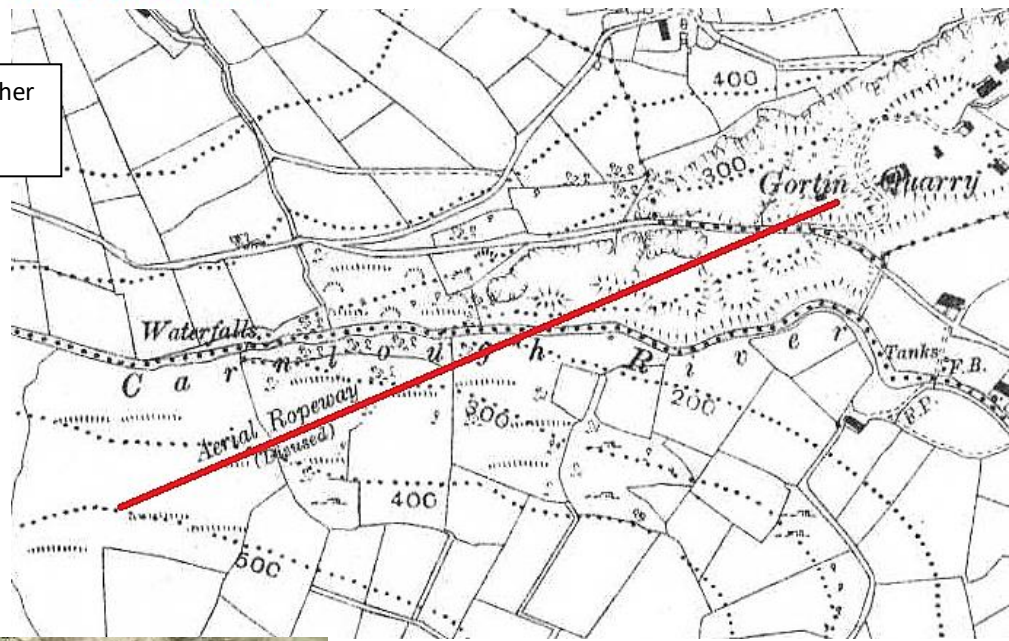 her
400
300
Gortin Quarry
Waterfalls
Carnlough River
Tanks
F.B.
F.P.
200
300
Aerial Ropeway
(Disused)
400
500